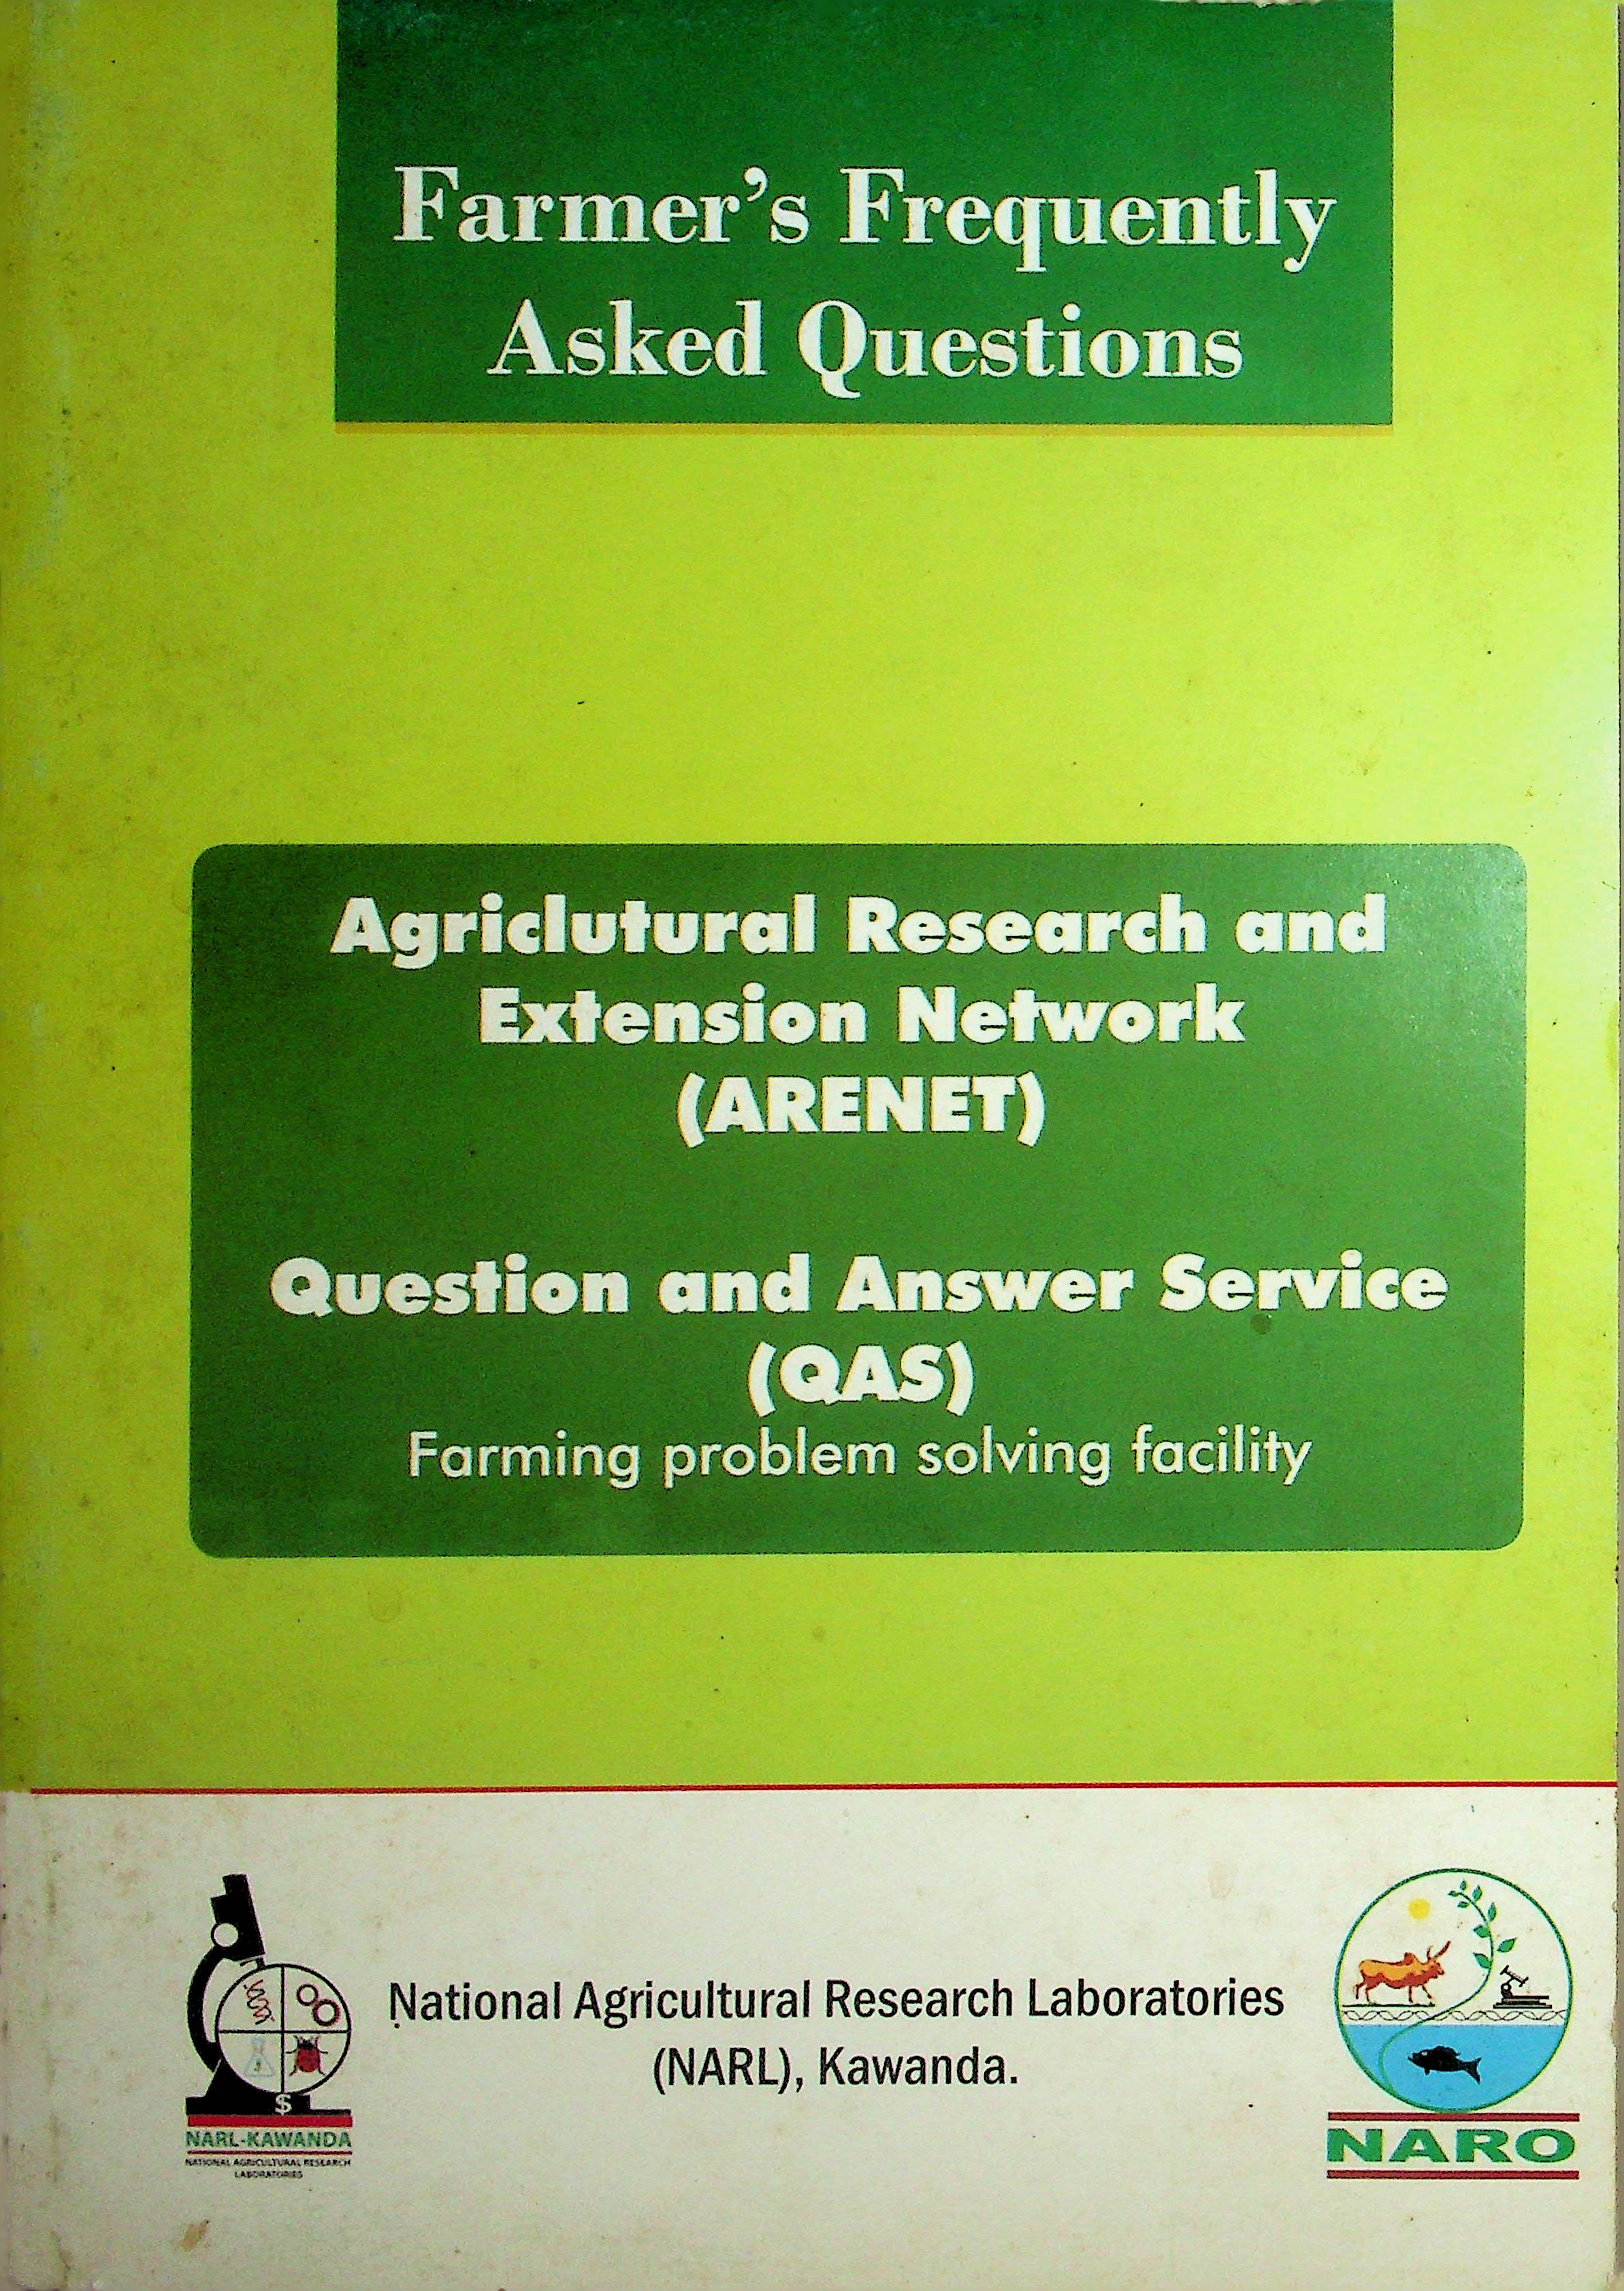 Farmer's Frequently
Asked Questions
Agriclutural Research and
Extension Network
(ARENET)
Question and Answer Service
(QAS)
Farming problem solving facility
National Agricultural Research Laboratories
(NARL), Kawanda.
$
NARL-KAWANDA
NATIONAL AGRICULTURAL RESEARCH
LABORATORIES
NARO